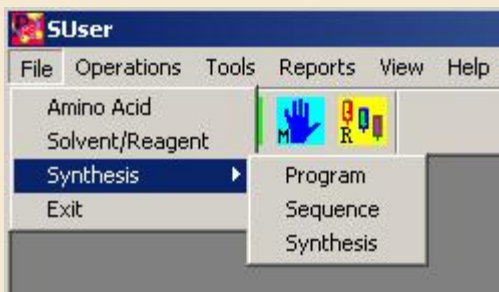 SUser
File Operations Tools Reports View Help
Amino Acid
Solvent/Reagent
Synthesis
Exit
M
R
Program
Sequence
Synthesis